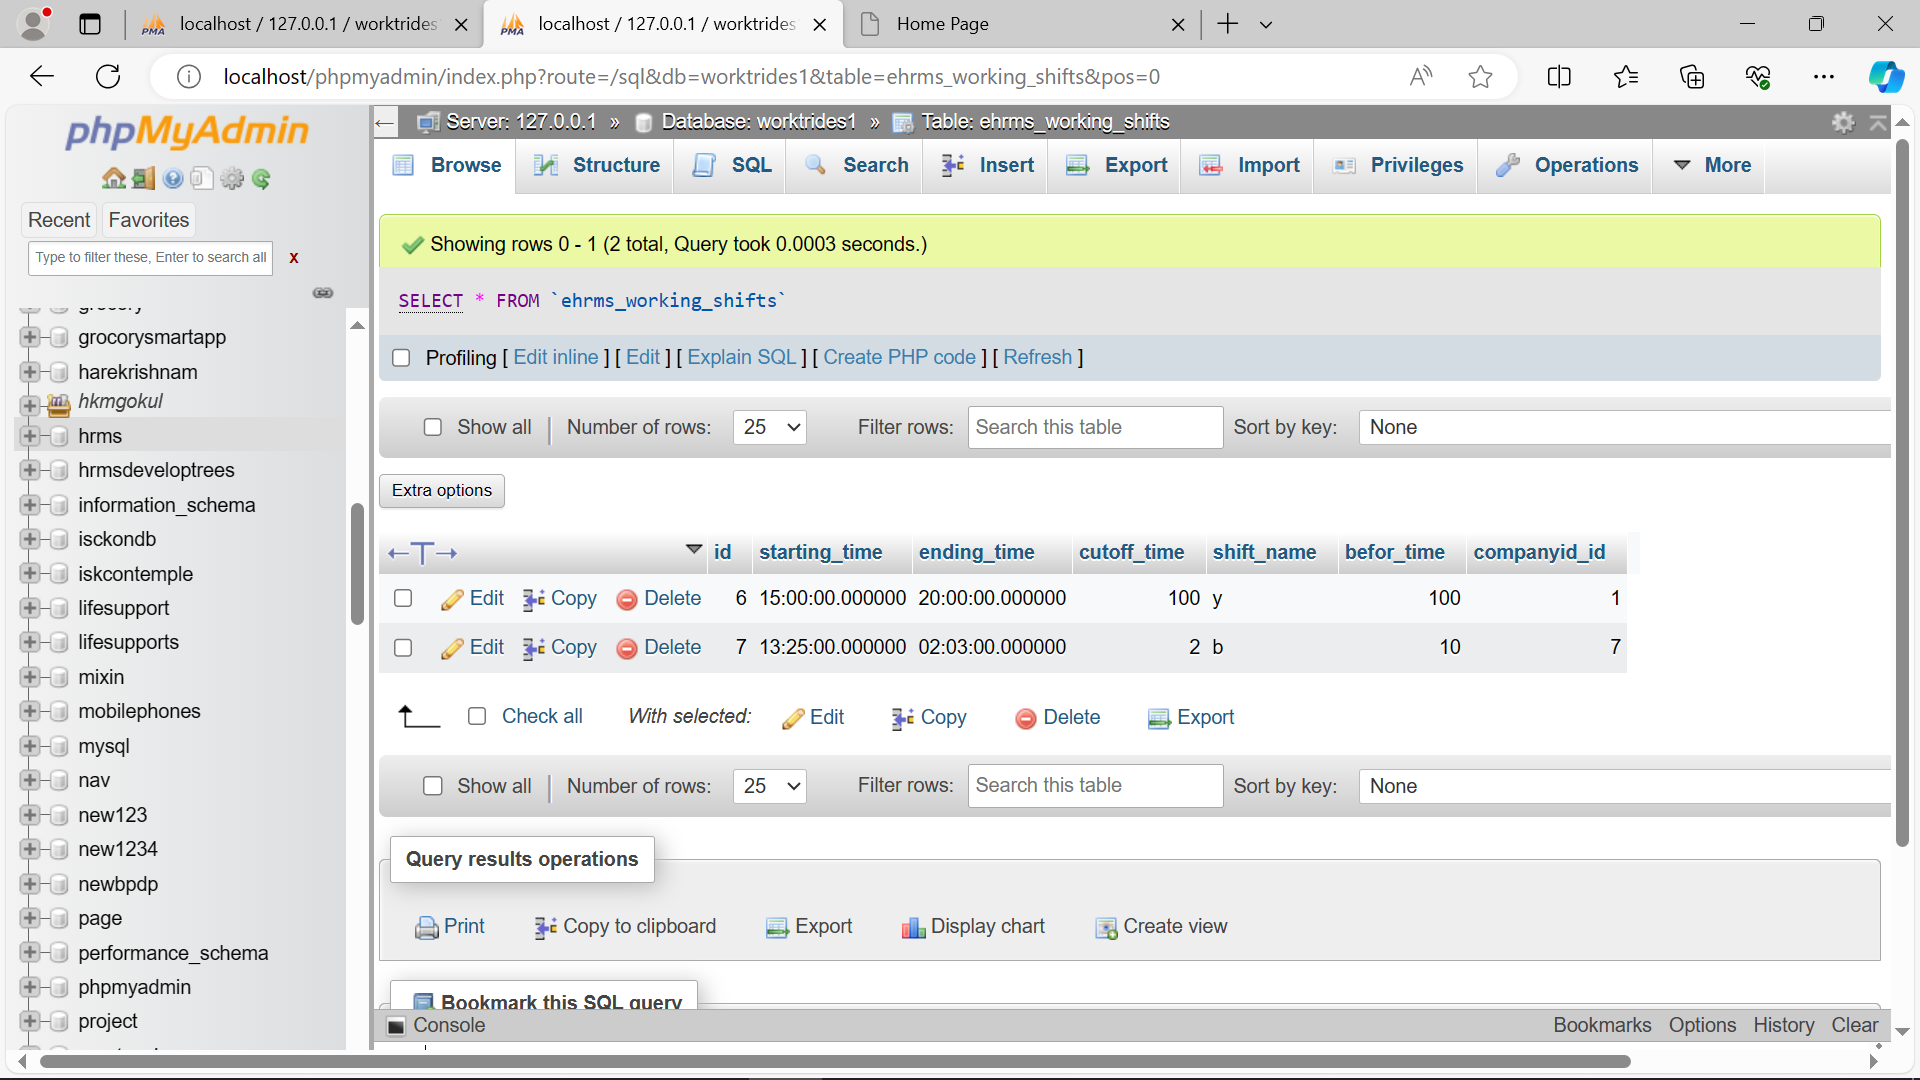 localhost / 127.0.0.1 / worktrides
localhost / 127.0.0.1 / worktrides
Home Page
localhost/phpmyadmin/index.php?route=/sql&db=worktrides1&table=ehrms_working_shifts&pos=0
phpMyAdmin
Recent Favorites
Type to filter these, Enter to search all X
grocery
grocorysmartapp
harekrishnam
hkmgokul
hrms
hrmsdeveloptrees
information_schema
isckondb
iskcontemple
lifesupport
lifesupports
mixin
mobilephones
mysql
nav
new123
new1234
newbpdp
page
performance_schema
phpmyadmin
project
Server: 127.0.0.1 » Database: worktrides1 » Table: ehrms_working_shifts
Browse Structure SQL Search Insert Export Import Privileges Operations More
Showing rows 0 - 1 (2 total, Query took 0.0003 seconds.)
SELECT * FROM `ehrms_working_shifts`
Profiling [ Edit inline ] [ Edit ] [ Explain SQL ] [ Create PHP code ] [ Refresh ]
Show all Number of rows: 25 Filter rows: Search this table Sort by key: None
Extra options
←T→ id starting_time ending_time cutoff_time shift_name befor_time companyid_id
Edit Copy Delete 6 15:00:00.000000 20:00:00.000000 100 y 100 1
Edit Copy Delete 7 13:25:00.000000 02:03:00.000000 2 b 10 7
Check all With selected: Edit Copy Delete Export
Show all Number of rows: 25 Filter rows: Search this table Sort by key: None
Query results operations
Print Copy to clipboard Export Display chart Create view
Bookmark this SQL query
Console Bookmarks Options History Clear